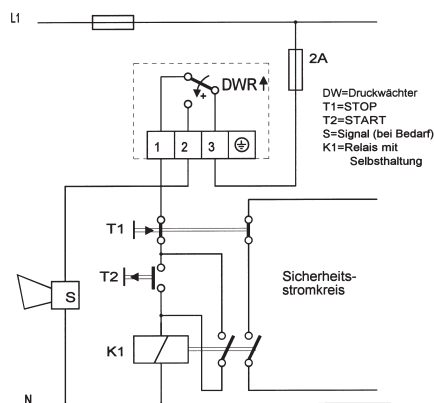 L1
2A
DWR
DW=Druckwächter
T1=STOP
T2=START
S=Signal (bei Bedarf)
K1=Relais mit
Selbsthaltung
+
1 2 3
T1
T2
Sicherheits-
stromkreis
S
K1
N